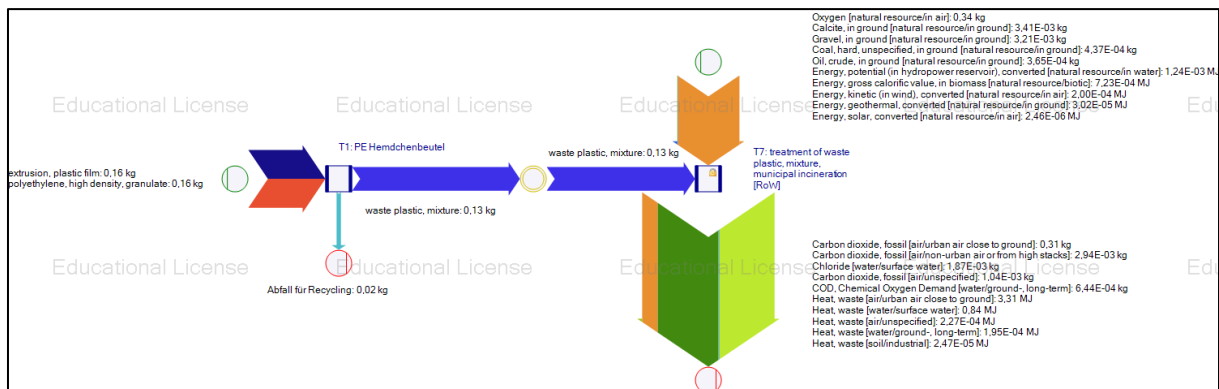 Oxygen [natural resource/in air]: 0,34 kg
Calcite, in ground [natural resource/in ground]: 3,41E-03 kg
Gravel, in ground [natural resource/in ground]: 3,21E-03 kg
Coal, hard, unspecified, in ground [natural resource/in ground]: 4,37E-04 kg
Oil, crude, in ground [natural resource/in ground]: 3,65E-04 kg
Energy, potential (in hydropower reservoir), converted [natural resource/in water]: 1,24E-03 MJ
Energy, gross calorific value, in biomass [natural resource/biotic]: 7,23E-04 MJ
Energy, kinetic (in wind), converted [natural resource/in air]: 2,00E-04 MJ
Energy, geothermal, converted [natural resource/in ground]: 3,02E-05 MJ
Energy, solar, converted [natural resource/in air]: 2,46E-06 MJ
Educational License
Educational License
Educational License
Educational License
Edu
T1: PE Hemdchenbeutel
waste plastic, mixture: 0,13 kg
T7: treatment of waste
plastic, mixture,
municipal incineration
[RoW]
extrusion, plastic film: 0,16 kg
polyethylene, high density, granulate: 0,16 kg
waste plastic, mixture: 0,13 kg
Educational License
Educational License
Educational License
Educational License
Edu
Abfall für Recycling: 0,02 kg
Carbon dioxide, fossil [air/urban air close to ground]: 0,31 kg
Carbon dioxide, fossil [air/non-urban air or from high stacks]: 2,94E-03 kg
Chloride [water/surface water]: 1,87E-03 kg
Carbon dioxide, fossil [air/unspecified]: 1,04E-03 kg
COD, Chemical Oxygen Demand [water/ground-, long-term]: 6,44E-04 kg
Heat, waste [air/urban air close to ground]: 3,31 MJ
Heat, waste [water/surface water]: 0,84 MJ
Heat, waste [air/unspecified]: 2,27E-04 MJ
Heat, waste [water/ground-, long-term]: 1,95E-04 MJ
Heat, waste [soil/industrial]: 2,47E-05 MJ